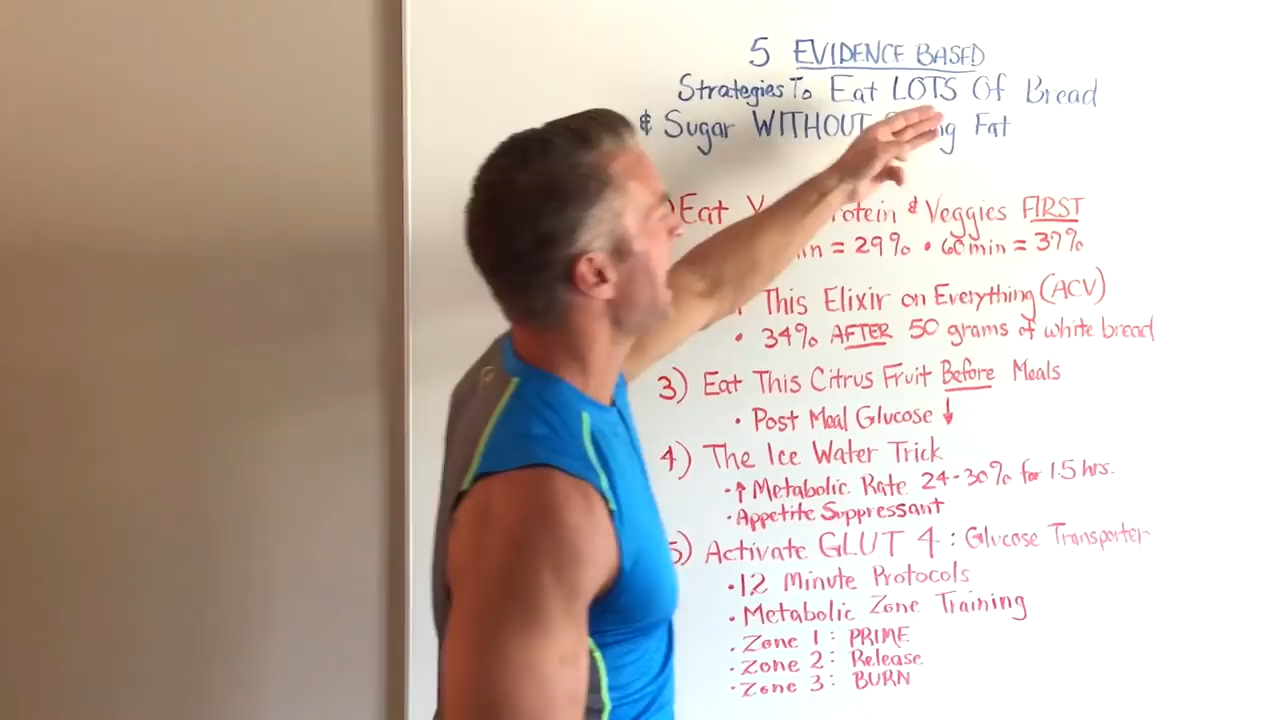 5 EVIDENCE BASED
Strategies To Eat LOTS Of Bread
& Sugar WITHOUT Fat
Eat & Veggies FIRST
= 29% • 60 min = 37%
This Elixir on Everything (ACV)
• 34% AFTER 50 grams of white bread
3) Eat This Citrus Fruit Before Meals
• Post Meal Glucose ↓
4) The Ice Water Trick
• ↑ Metabolic Rate 24-30% for 1.5 hrs.
• Appetite Suppressant
5) Activate GLUT 4 : Glucose Transporter
• 12 Minute Protocols
• Metabolic Zone Training
• Zone 1 : PRIME
• Zone 2 : Release
• Zone 3 : BURN